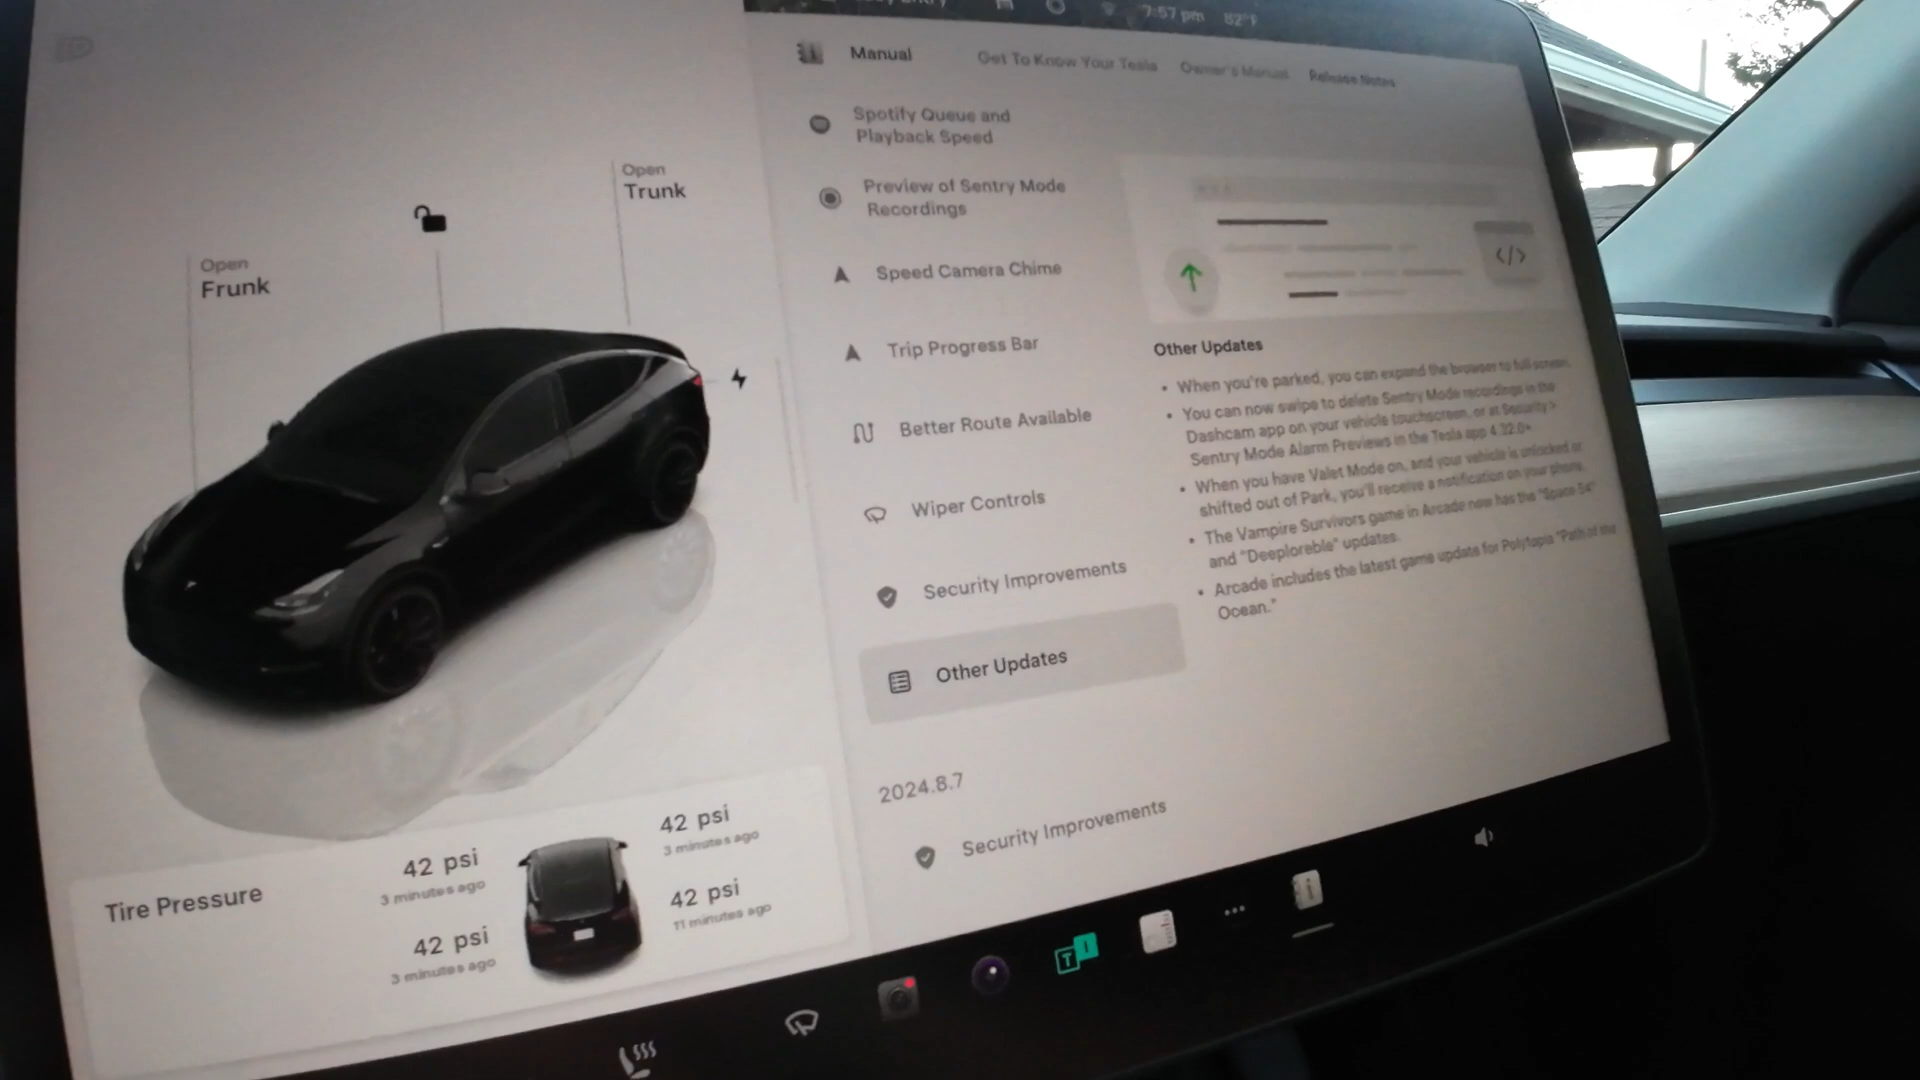 7:57 pm 82°F
Manual
Get To Know Your Tesla Owner's Manual Release Notes
Open
Trunk
Open
Frunk
Spotify Queue and
Playback Speed
Preview of Sentry Mode
Recordings
Speed Camera Chime
Trip Progress Bar
Better Route Available
Wiper Controls
Security Improvements
Other Updates
2024.8.7
Security Improvements
</>
Other Updates
• When you're parked, you can expand the browser to full screen.
• You can now swipe to delete Sentry Mode recordings in the
Dashcam app on your vehicle touchscreen, or at Security >
Sentry Mode Alarm Previews in the Tesla app 4.32.0+
• When you have Valet Mode on, and your vehicle is unlocked or
shifted out of Park, you'll receive a notification on your phone.
• The Vampire Survivors game in Arcade now has the "Space 54"
and "Deeploreble" updates.
• Arcade includes the latest game update for Polytopia "Path of the
Ocean."
Tire Pressure
42 psi
3 minutes ago
42 psi
3 minutes ago
42 psi
3 minutes ago
42 psi
11 minutes ago
T I